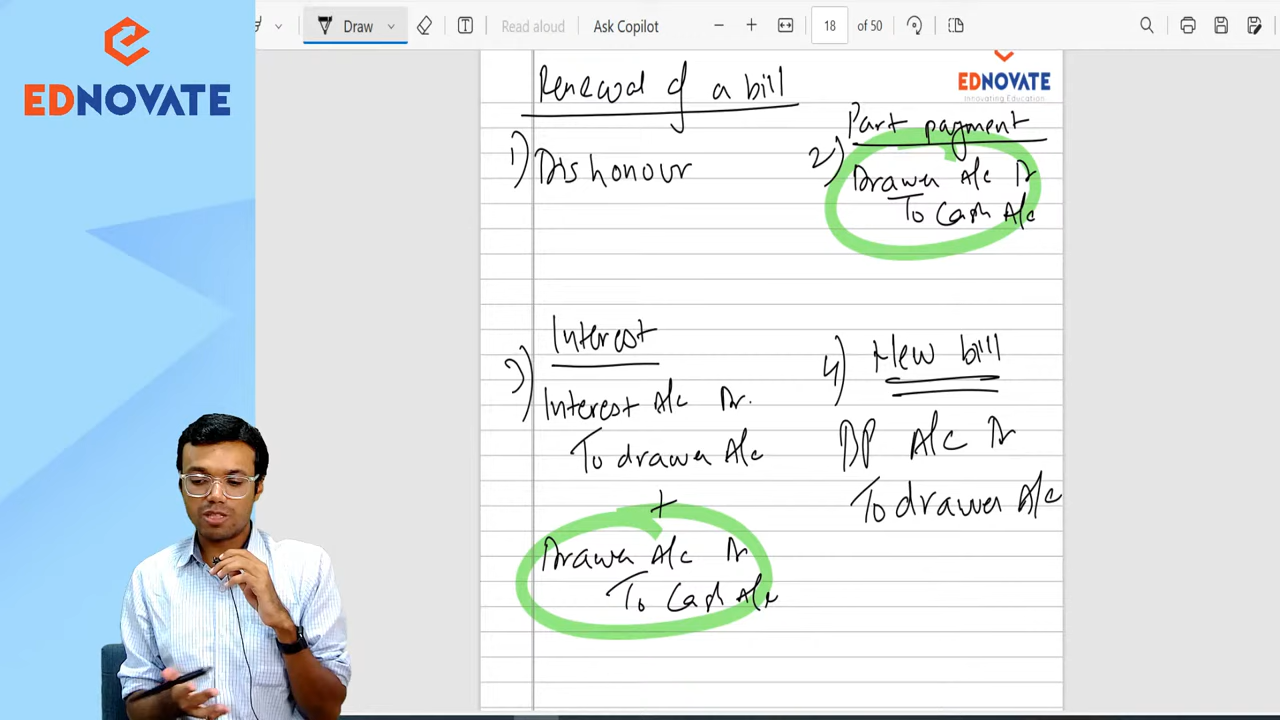 Draw
Read aloud
Ask Copilot
18
of 50
EDNOVATE
EDNOVATE
Innovating Education
Renewal of a bill
1) Dishonour
2) Part payment
Drawer A/c Dr
To Cash A/c
3) Interest
Interest A/c Dr.
To drawer A/c
+
Drawer A/c Dr
To Cash A/c
4) New bill
BP A/c Dr
To drawer A/c